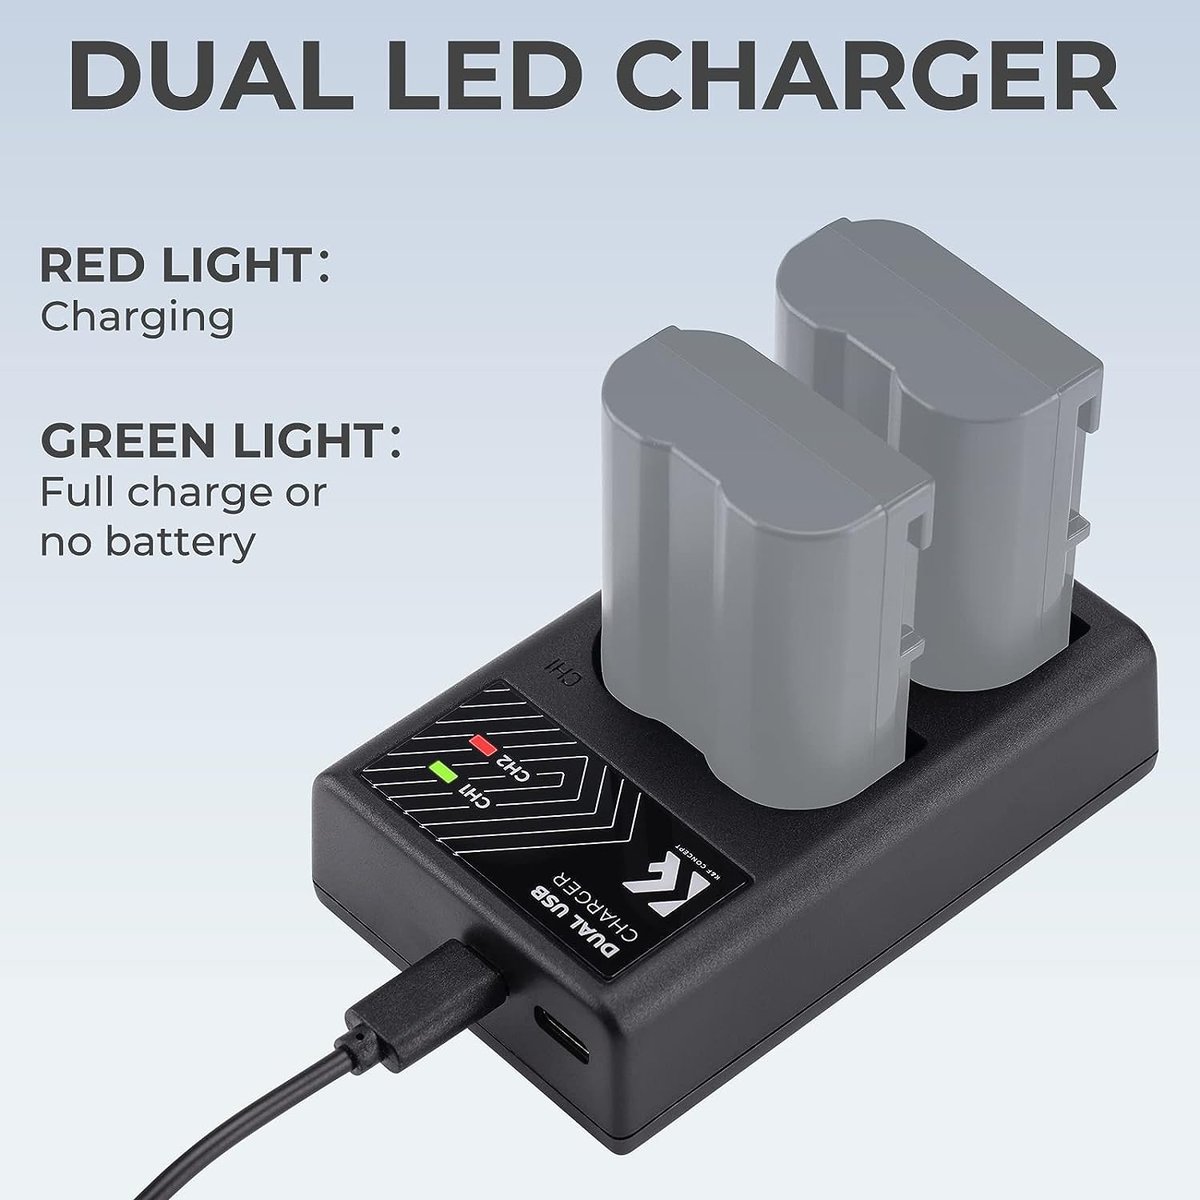 DUAL LED CHARGER
RED LIGHT:
Charging
GREEN LIGHT:
Full charge or
no battery
CH1
CH2
CH1
K&F CONCEPT
DUAL USB
CHARGER